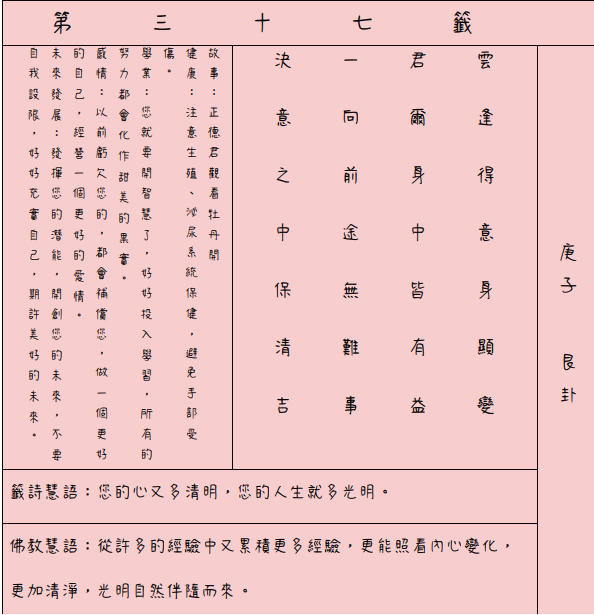 第三十七籤
庚子 艮卦
雲逢得意身顯變
君爾身中皆有益
一向前途無難事
決意之中保清吉
故事：正德君觀看牡丹開
健康：注意生殖、泌尿系統保健，避免手部受
傷。
學業：您就要開智慧了，好好投入學習，所有的
努力都會化作甜美的果實。
感情：以前虧欠您的，都會補償您，做一個更好
的自己，經營一個更好的愛情。
未來發展：發揮您的潛能，開創您的未來，不要
自我設限，好好充實自己，期許美好的未來。
籤詩慧語：您的心又多清明，您的人生就多光明。
佛教慧語：從許多的經驗中又累積更多經驗，更能照看內心變化，
更加清淨，光明自然伴隨而來。